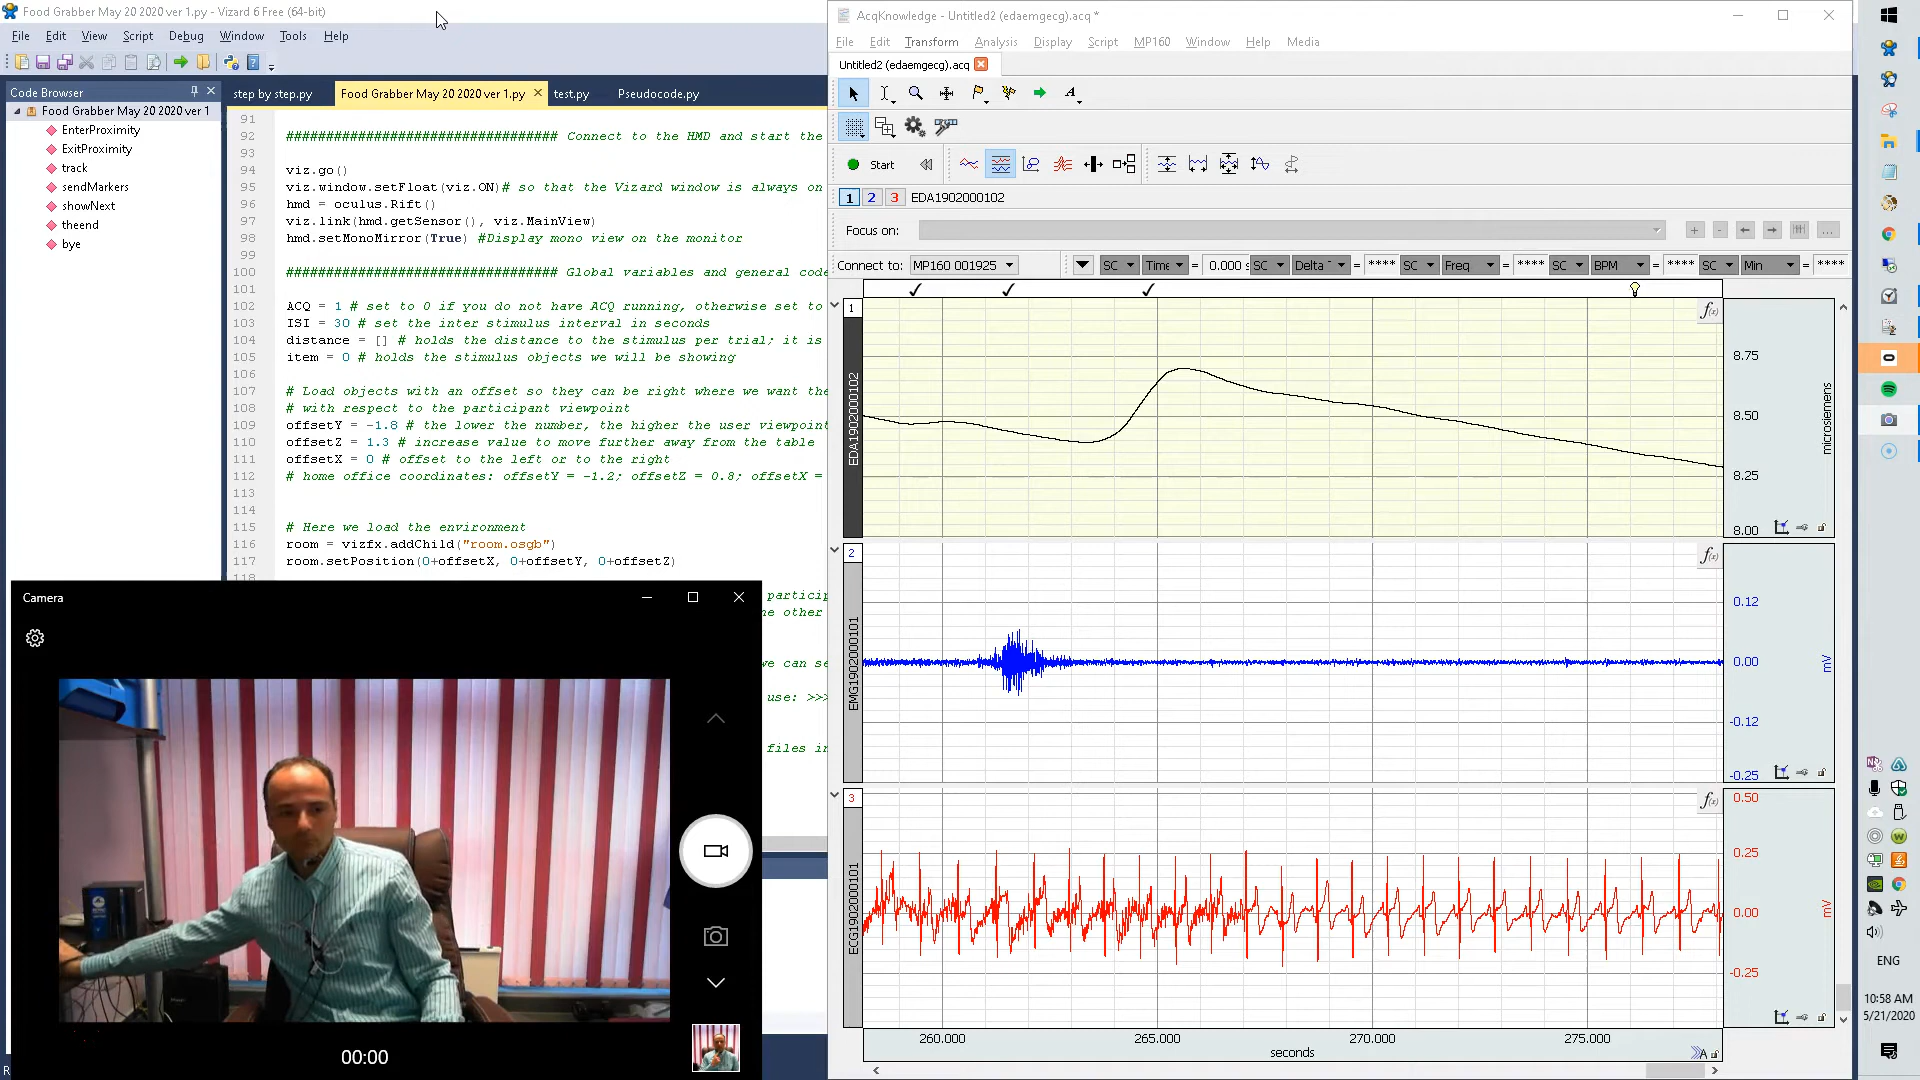 Food Grabber May 20 2020 ver 1.py - Vizard 6 Free (64-bit)
File Edit View Script Debug Window Tools Help
Code Browser
Food Grabber May 20 2020 ver 1
EnterProximity
ExitProximity
track
sendMarkers
showNext
theend
bye
step by step.py Food Grabber May 20 2020 ver 1.py test.py Pseudocode.py
91
92 ################################## Connect to the HMD and start the
93
94 viz.go()
95 viz.window.setFloat(viz.ON)# so that the Vizard window is always on
96 hmd = oculus.Rift()
97 viz.link(hmd.getSensor(), viz.MainView)
98 hmd.setMonoMirror(True) #Display mono view on the monitor
99
100 ################################## Global variables and general code
101
102 ACQ = 1 # set to 0 if you do not have ACQ running, otherwise set to
103 ISI = 30 # set the inter stimulus interval in seconds
104 distance = [] # holds the distance to the stimulus per trial; it is
105 item = 0 # holds the stimulus objects we will be showing
106
107 # Load objects with an offset so they can be right where we want the
108 # with respect to the participant viewpoint
109 offsetY = -1.8 # the lower the number, the higher the user viewpoint
110 offsetZ = 1.3 # increase value to move further away from the table
111 offsetX = 0 # offset to the left or to the right
112 # home office coordinates: offsetY = -1.2; offsetZ = 0.8; offsetX =
113
114
115 # Here we load the environment
116 room = vizfx.addChild("room.osgb")
117 room.setPosition(0+offsetX, 0+offsetY, 0+offsetZ)
118
particip
ne other
we can se
use: >>>
files in
Camera
00:00
AcqKnowledge - Untitled2 (edaemgecg).acq *
File Edit Transform Analysis Display Script MP160 Window Help Media
Untitled2 (edaemgecg).acq
Start
1 2 3 EDA1902000102
Focus on:
Connect to: MP160 001925 SC Time = 0.000 s SC Delta = **** SC Freq = **** SC BPM = **** SC Min = ****
1
EDA1902000102
8.75
8.50
8.25
8.00
microsiemens
2
EMG1902000101
0.12
0.00
-0.12
-0.25
mV
3
ECG1902000101
0.50
0.25
0.00
-0.25
mV
260.000 265.000 270.000 275.000
seconds
ENG
10:58 AM
5/21/2020